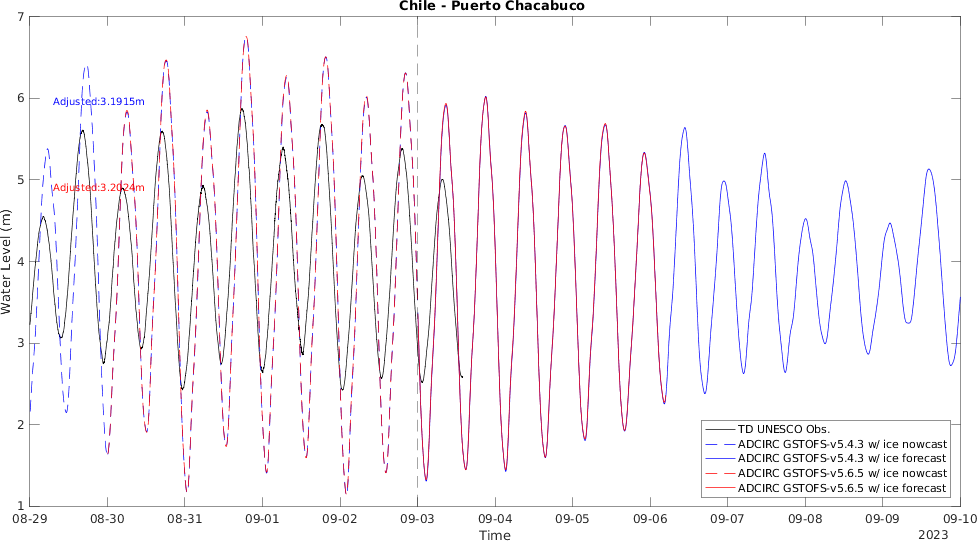 Chile - Puerto Chacabuco
7
6
5
4
3
2
1
Water Level (m)
Adjusted:3.1915m
Adjusted:3.2024m
TD UNESCO Obs.
ADCIRC GSTOFS-v5.4.3 w/ ice nowcast
ADCIRC GSTOFS-v5.4.3 w/ ice forecast
ADCIRC GSTOFS-v5.6.5 w/ ice nowcast
ADCIRC GSTOFS-v5.6.5 w/ ice forecast
08-29 08-30 08-31 09-01 09-02 09-03 09-04 09-05 09-06 09-07 09-08 09-09 09-10
Time
2023